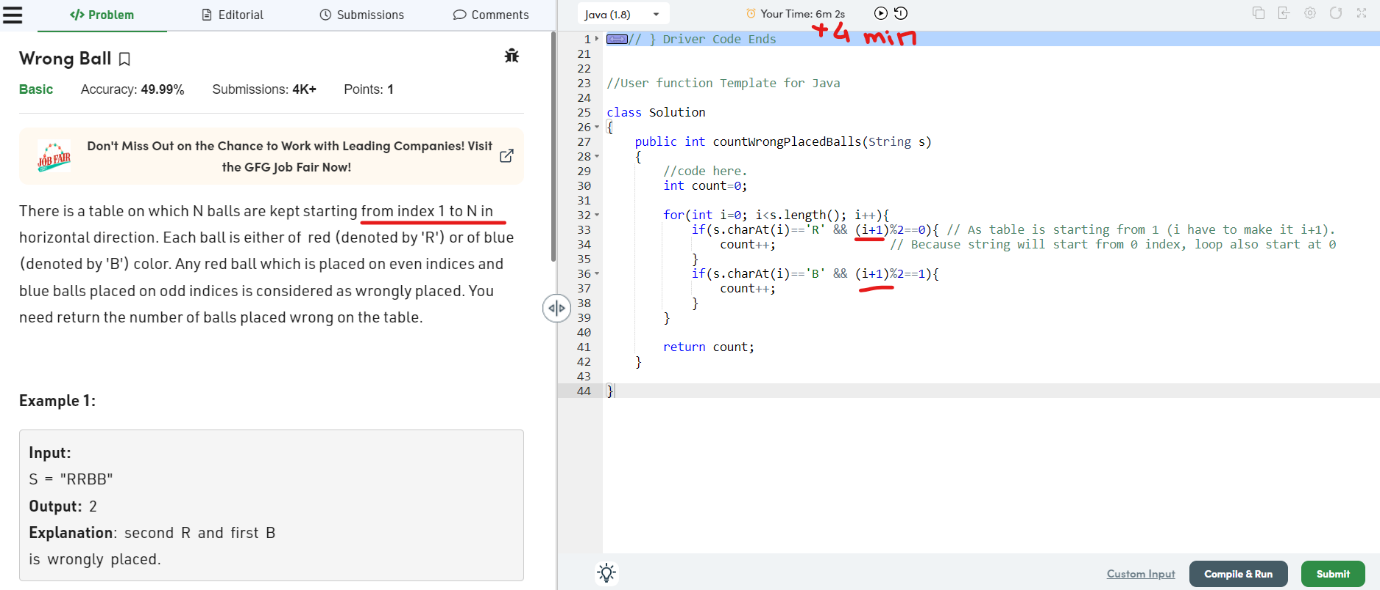 </> Problem
Editorial
Submissions
Comments
Wrong Ball
Basic Accuracy: 49.99% Submissions: 4K+ Points: 1
JOB FAIR
Don't Miss Out on the Chance to Work with Leading Companies! Visit
the GFG Job Fair Now!
There is a table on which N balls are kept starting from index 1 to N in
horizontal direction. Each ball is either of red (denoted by 'R') or of blue
(denoted by 'B') color. Any red ball which is placed on even indices and
blue balls placed on odd indices is considered as wrongly placed. You
need return the number of balls placed wrong on the table.
Example 1:
Input:
S = "RRBB"
Output: 2
Explanation: second R and first B
is wrongly placed.
Java (1.8)
Your Time: 6m 2s
+4 min
1 // } Driver Code Ends
21
22
23 //User function Template for Java
24
25 class Solution
26 {
27 public int countWrongPlacedBalls(String s)
28 {
29 //code here.
30 int count=0;
31
32 for(int i=0; i<s.length(); i++){
33 if(s.charAt(i)=='R' && (i+1)%2==0){ // As table is starting from 1 (i have to make it i+1).
34 count++; // Because string will start from 0 index, loop also start at 0
35 }
36 if(s.charAt(i)=='B' && (i+1)%2==1){
37 count++;
38 }
39 }
40
41 return count;
42 }
43
44 }
Custom Input
Compile & Run
Submit